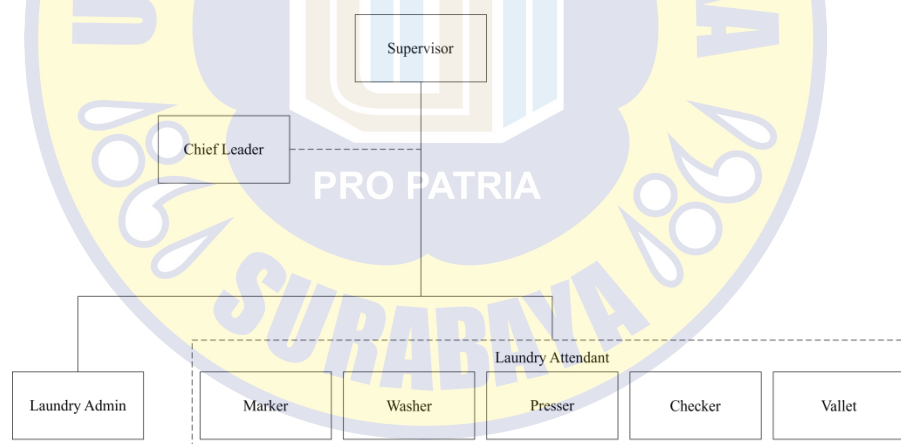 Supervisor
Chief Leader
PRO PATRIA
SURABAYA
Laundry Attendant
Laundry Admin
Marker
Washer
Presser
Checker
Vallet